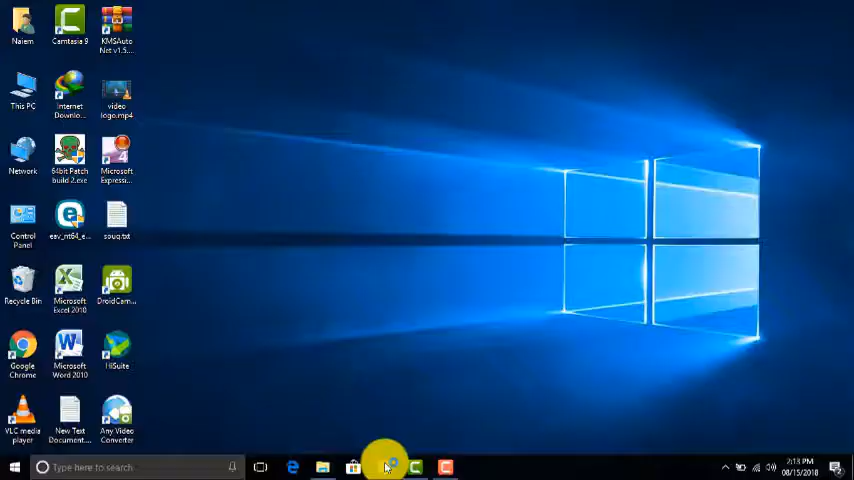 Naiem
Camtasia 9
KMSAuto
Net v1.5....
This PC
Internet
Downlo...
video
logo.mp4
Network
64bit Patch
build 2.exe
Microsoft
Expressi...
4
Control
Panel
eav_nt64_e...
souq.txt
Recycle Bin
Microsoft
Excel 2010
DroidCam...
Google
Chrome
Microsoft
Word 2010
HiSuite
VLC media
player
New Text
Document....
Any Video
Converter
Type here to search
2:13 PM
08/15/2018